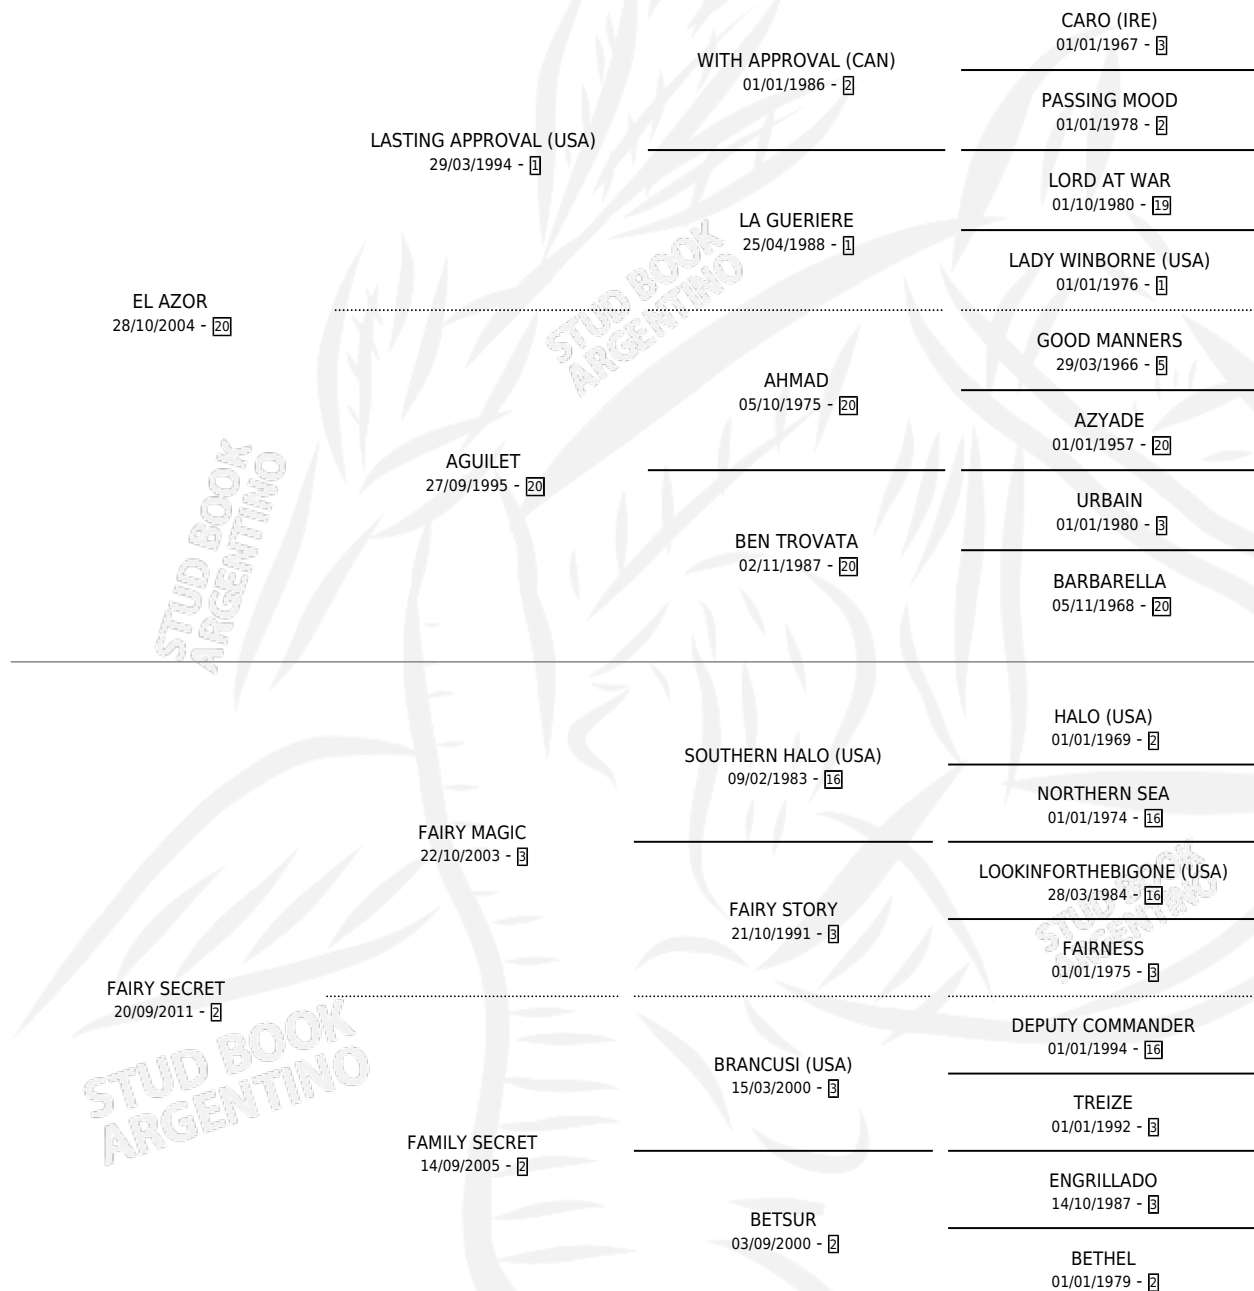 CARO (IRE)
01/01/1967 - 3
WITH APPROVAL (CAN)
01/01/1986 - 2
PASSING MOOD
01/01/1978 - 2
LASTING APPROVAL (USA)
29/03/1994 - 1
LORD AT WAR
01/10/1980 - 19
LA GUERIERE
25/04/1988 - 1
LADY WINBORNE (USA)
01/01/1976 - 1
EL AZOR
28/10/2004 - 20
GOOD MANNERS
29/03/1966 - 5
AHMAD
05/10/1975 - 20
AZYADE
01/01/1957 - 20
AGUILET
27/09/1995 - 20
URBAIN
01/01/1980 - 3
BEN TROVATA
02/11/1987 - 20
BARBARELLA
05/11/1968 - 20
HALO (USA)
01/01/1969 - 2
SOUTHERN HALO (USA)
09/02/1983 - 16
NORTHERN SEA
01/01/1974 - 16
FAIRY MAGIC
22/10/2003 - 3
LOOKINFORTHEBIGONE (USA)
28/03/1984 - 16
FAIRY STORY
21/10/1991 - 3
FAIRNESS
01/01/1975 - 3
FAIRY SECRET
20/09/2011 - 2
DEPUTY COMMANDER
01/01/1994 - 16
BRANCUSI (USA)
15/03/2000 - 3
TREIZE
01/01/1992 - 3
FAMILY SECRET
14/09/2005 - 2
ENGRILLADO
14/10/1987 - 3
BETSUR
03/09/2000 - 2
BETHEL
01/01/1979 - 2
STUD BOOK
ARGENTINO
STUD BOOK
ARGENTINO
STUD BOOK
ARGENTINO
STUD BOOK
ARGENTINO